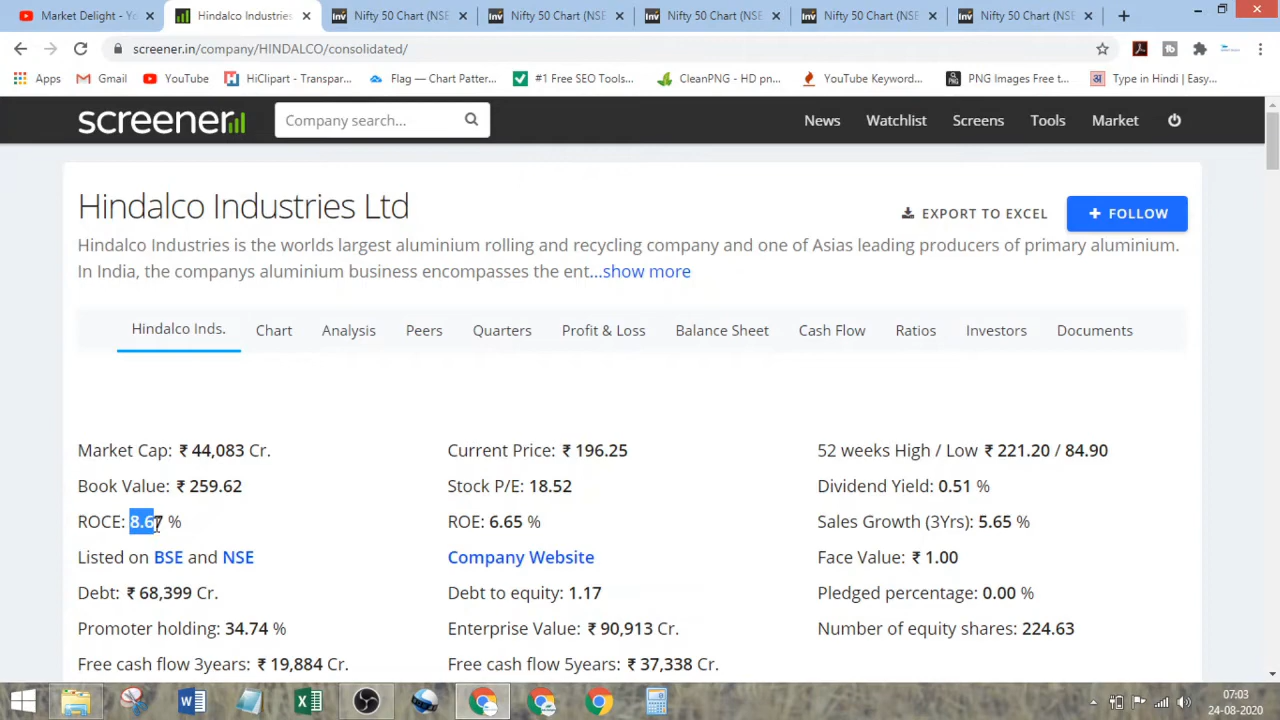 Market Delight - Yo
Hindalco Industries
Nifty 50 Chart (NSE
Nifty 50 Chart (NSE
Nifty 50 Chart (NSE
Nifty 50 Chart (NSE
Nifty 50 Chart (NSE
screener.in/company/HINDALCO/consolidated/
Apps
Gmail
YouTube
HiClipart - Transpar...
Flag — Chart Patter...
#1 Free SEO Tools...
CleanPNG - HD pn...
YouTube Keyword...
PNG Images Free t...
Type in Hindi | Easy...
screener
Company search...
News
Watchlist
Screens
Tools
Market
Hindalco Industries Ltd
EXPORT TO EXCEL
+ FOLLOW
Hindalco Industries is the worlds largest aluminium rolling and recycling company and one of Asias leading producers of primary aluminium.
In India, the companys aluminium business encompasses the ent...show more
Hindalco Inds.
Chart
Analysis
Peers
Quarters
Profit & Loss
Balance Sheet
Cash Flow
Ratios
Investors
Documents
Market Cap: ₹ 44,083 Cr.
Current Price: ₹ 196.25
52 weeks High / Low ₹ 221.20 / 84.90
Book Value: ₹ 259.62
Stock P/E: 18.52
Dividend Yield: 0.51 %
ROCE: 8.67 %
ROE: 6.65 %
Sales Growth (3Yrs): 5.65 %
Listed on BSE and NSE
Company Website
Face Value: ₹ 1.00
Debt: ₹ 68,399 Cr.
Debt to equity: 1.17
Pledged percentage: 0.00 %
Promoter holding: 34.74 %
Enterprise Value: ₹ 90,913 Cr.
Number of equity shares: 224.63
Free cash flow 3years: ₹ 19,884 Cr.
Free cash flow 5years: ₹ 37,338 Cr.
07:03
24-08-2020